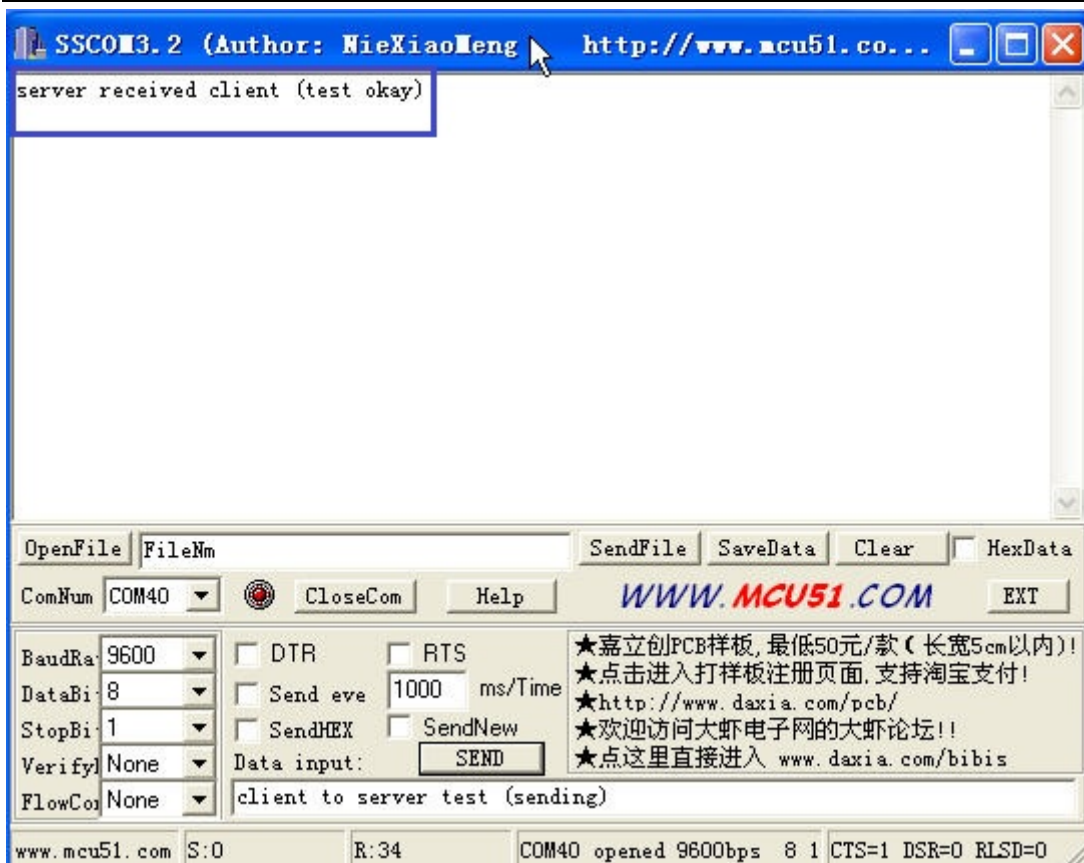 SSCOM3.2 (Author: NieXiaoMeng http://www.mcu51.co...
server received client (test okay)
OpenFile FileNm SendFile SaveData Clear HexData
ComNum COM40 CloseCom Help WWW.MCU51.COM EXT
BaudRa 9600 DTR RTS
DataBi 8 Send eve 1000 ms/Time
StopBi 1 SendHEX SendNew
Verifyl None Data input: SEND
FlowCo None client to server test (sending)
★嘉立创PCB样板,最低50元/款(长宽5cm以内)!
★点击进入打样板注册页面,支持淘宝支付!
★http://www.daxia.com/pcb/
★欢迎访问大虾电子网的大虾论坛!!
★点这里直接进入 www.daxia.com/bibis
www.mcu51.com S:0 R:34 COM40 opened 9600bps 8 1 CTS=1 DSR=0 RLSD=0